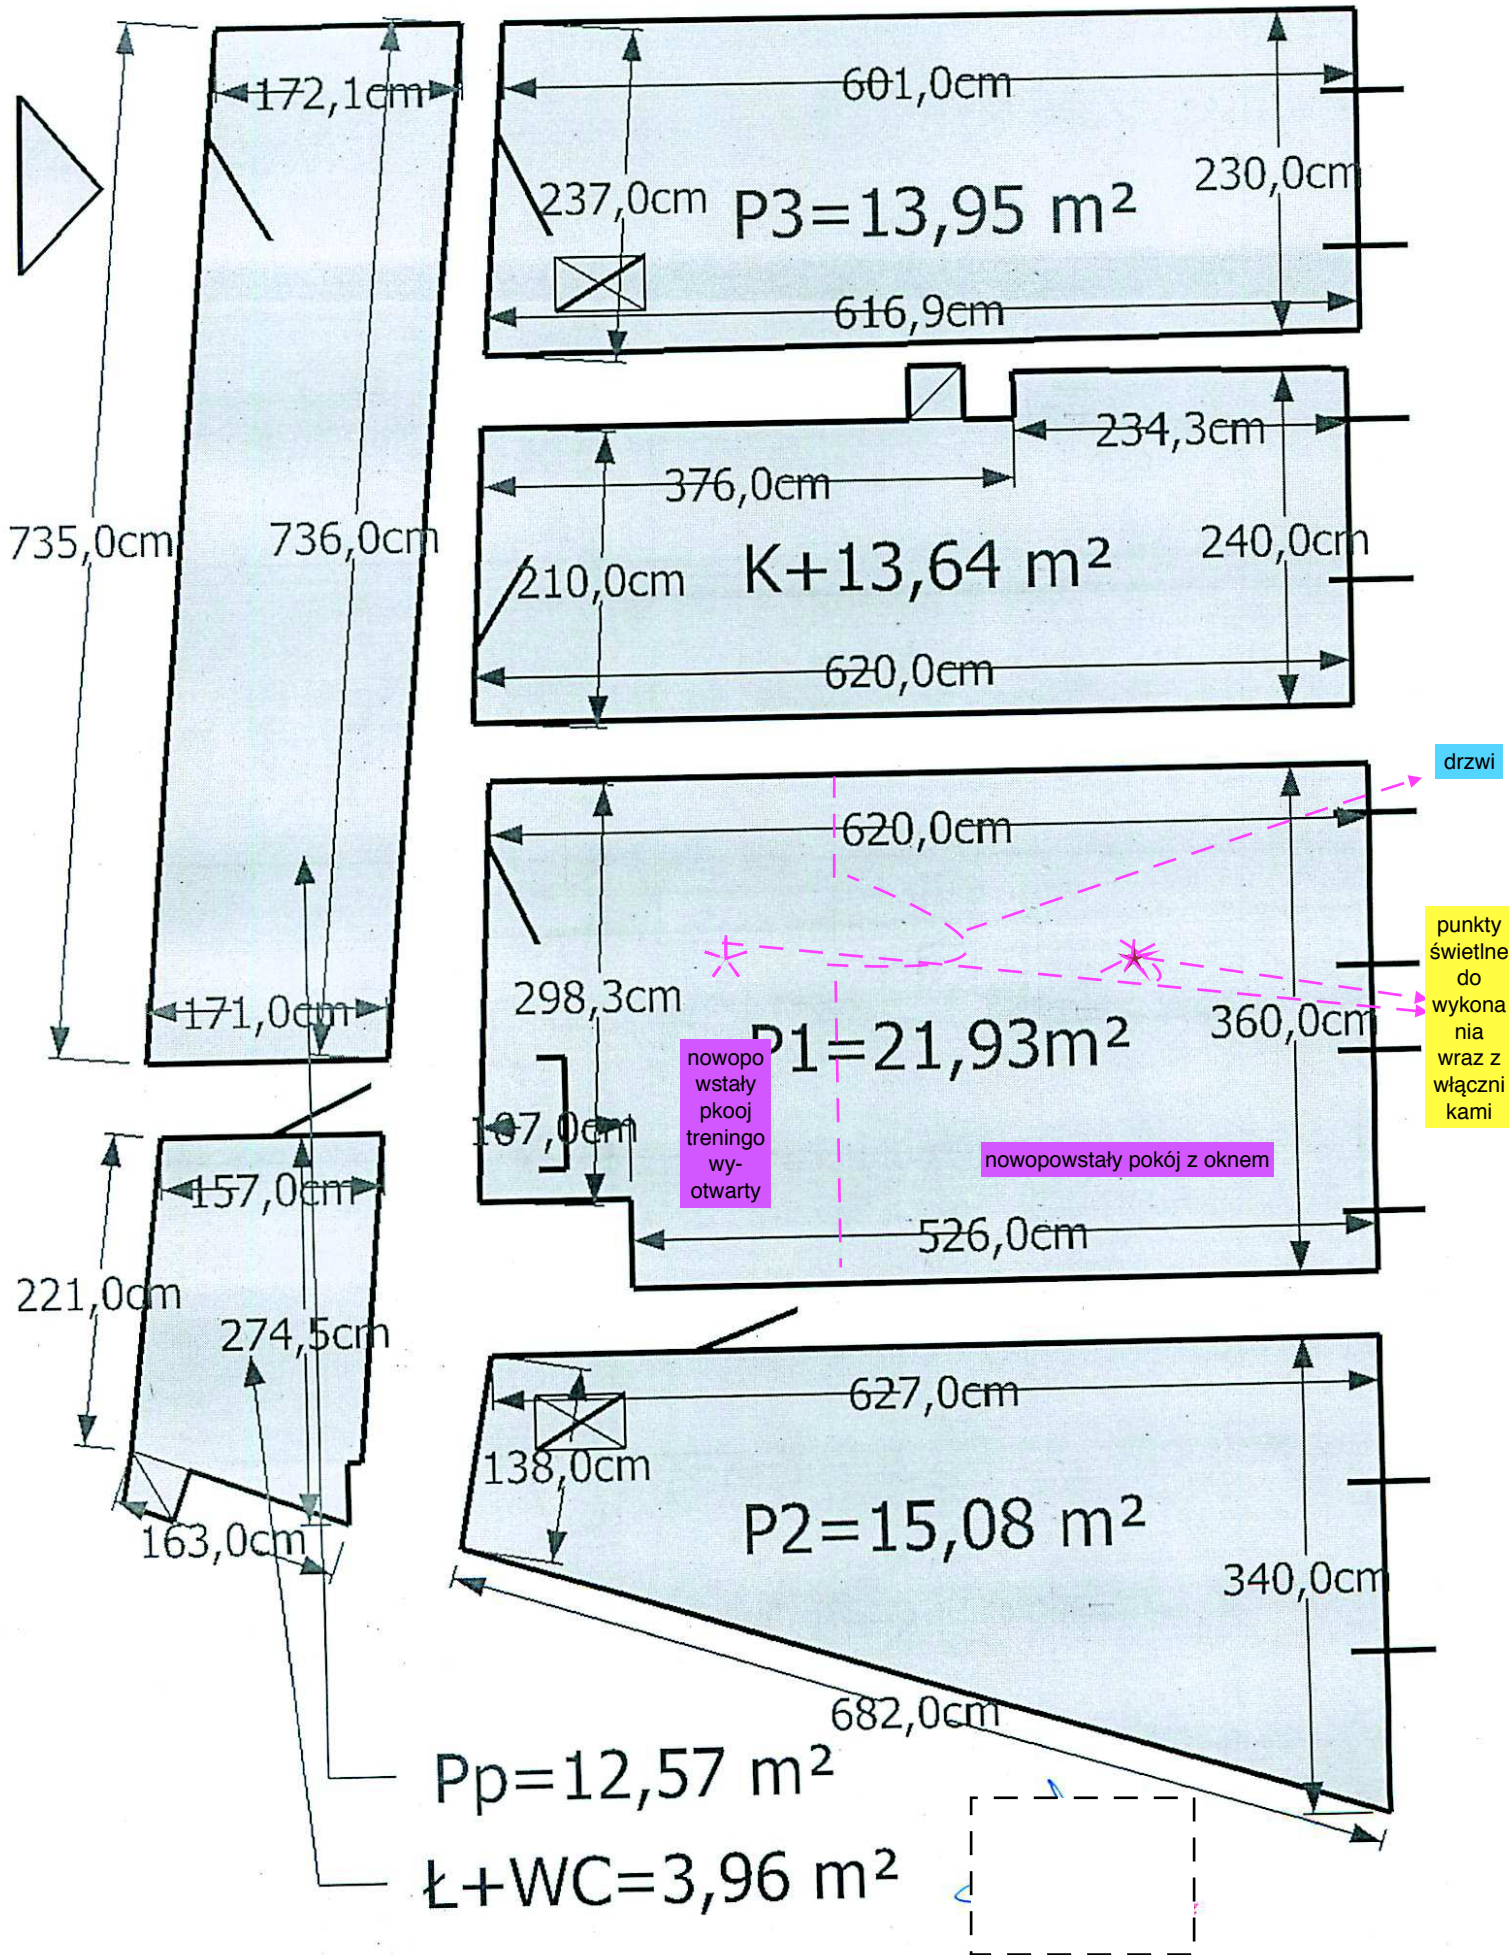 172,1cm
601,0cm
237,0cm
P3=13,95 m²
230,0cm
616,9cm
234,3cm
376,0cm
735,0cm
736,0cm
210,0cm
K+13,64 m²
240,0cm
620,0cm
drzwi
620,0cm
punkty
świetlne
do
wykona
nia
wraz z
włączni
kami
298,3cm
171,0cm
P1=21,93m²
360,0cm
nowopo
wstały
pkooj
treningo
wy-
otwarty
107,0cm
nowopowstały pokój z oknem
157,0cm
526,0cm
221,0cm
274,5cm
627,0cm
138,0cm
163,0cm
P2=15,08 m²
340,0cm
682,0cm
Pp=12,57 m²
Ł+WC=3,96 m²